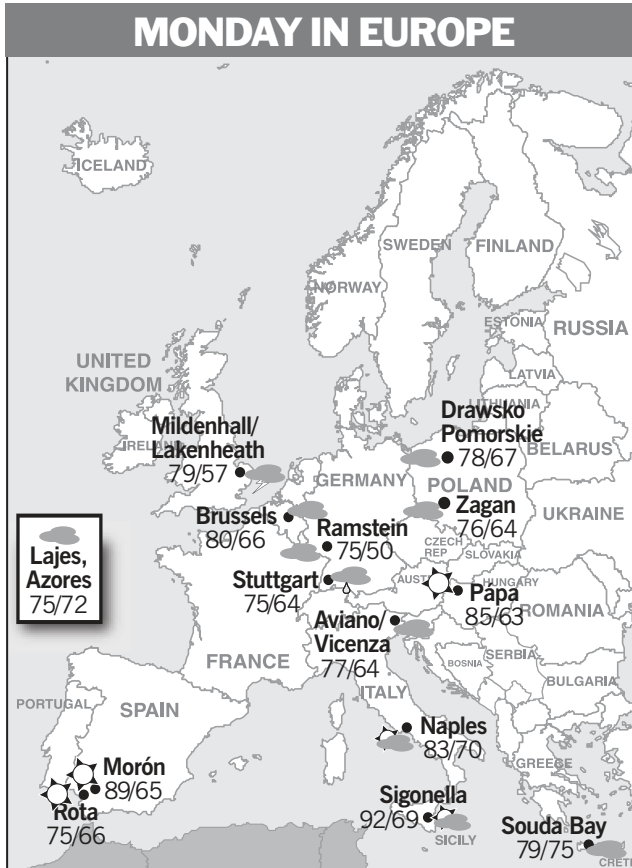 MONDAY IN EUROPE
ICELAND
SWEDEN
FINLAND
NORWAY
ESTONIA
RUSSIA
LATVIA
LITHUANIA
UNITED
KINGDOM
IRELAND
Mildenhall/
Lakenheath
79/57
Drawsko
Pomorskie
78/67
BELARUS
GERMANY
POLAND
Zagan
76/64
UKRAINE
Brussels
80/66
Ramstein
75/50
Lajes,
Azores
75/72
CZECH
REP
SLOVAKIA
Stuttgart
75/64
AUST
HUNGARY
Pápa
85/63
ROMANIA
Aviano/
Vicenza
77/64
FRANCE
BOSNIA
SERBIA
BULGARIA
ITALY
PORTUGAL
SPAIN
Naples
83/70
Morón
89/65
Rota
75/66
GREECE
Sigonella
92/69
SICILY
Souda Bay
79/75
CRETE